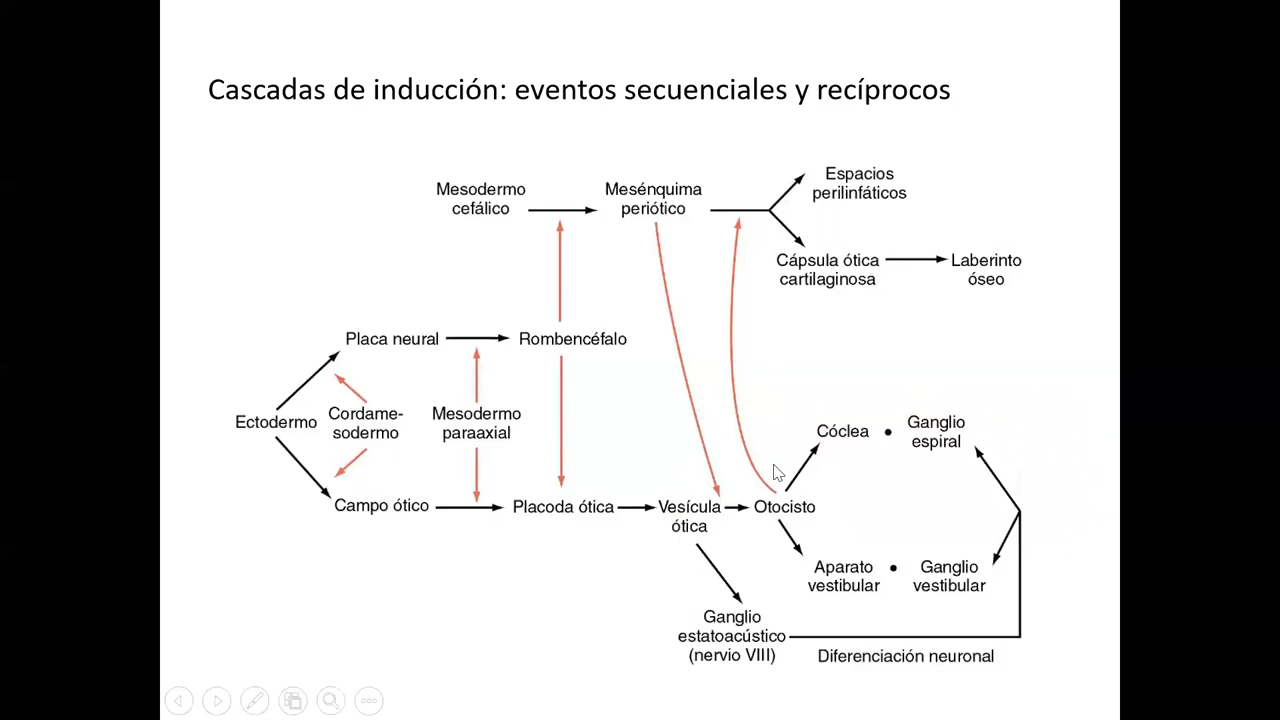 Cascadas de inducción: eventos secuenciales y recíprocos
Mesodermo
cefálico
Mesénquima
periótico
Espacios
perilinfáticos
Cápsula ótica
cartilaginosa
Laberinto
óseo
Placa neural
Rombencéfalo
Ectodermo
Cordame-
sodermo
Mesodermo
paraaxial
Campo ótico
Placoda ótica
Vesícula
ótica
Otocisto
Cóclea
Ganglio
espiral
Aparato
vestibular
Ganglio
vestibular
Ganglio
estatoacústico
(nervio VIII)
Diferenciación neuronal